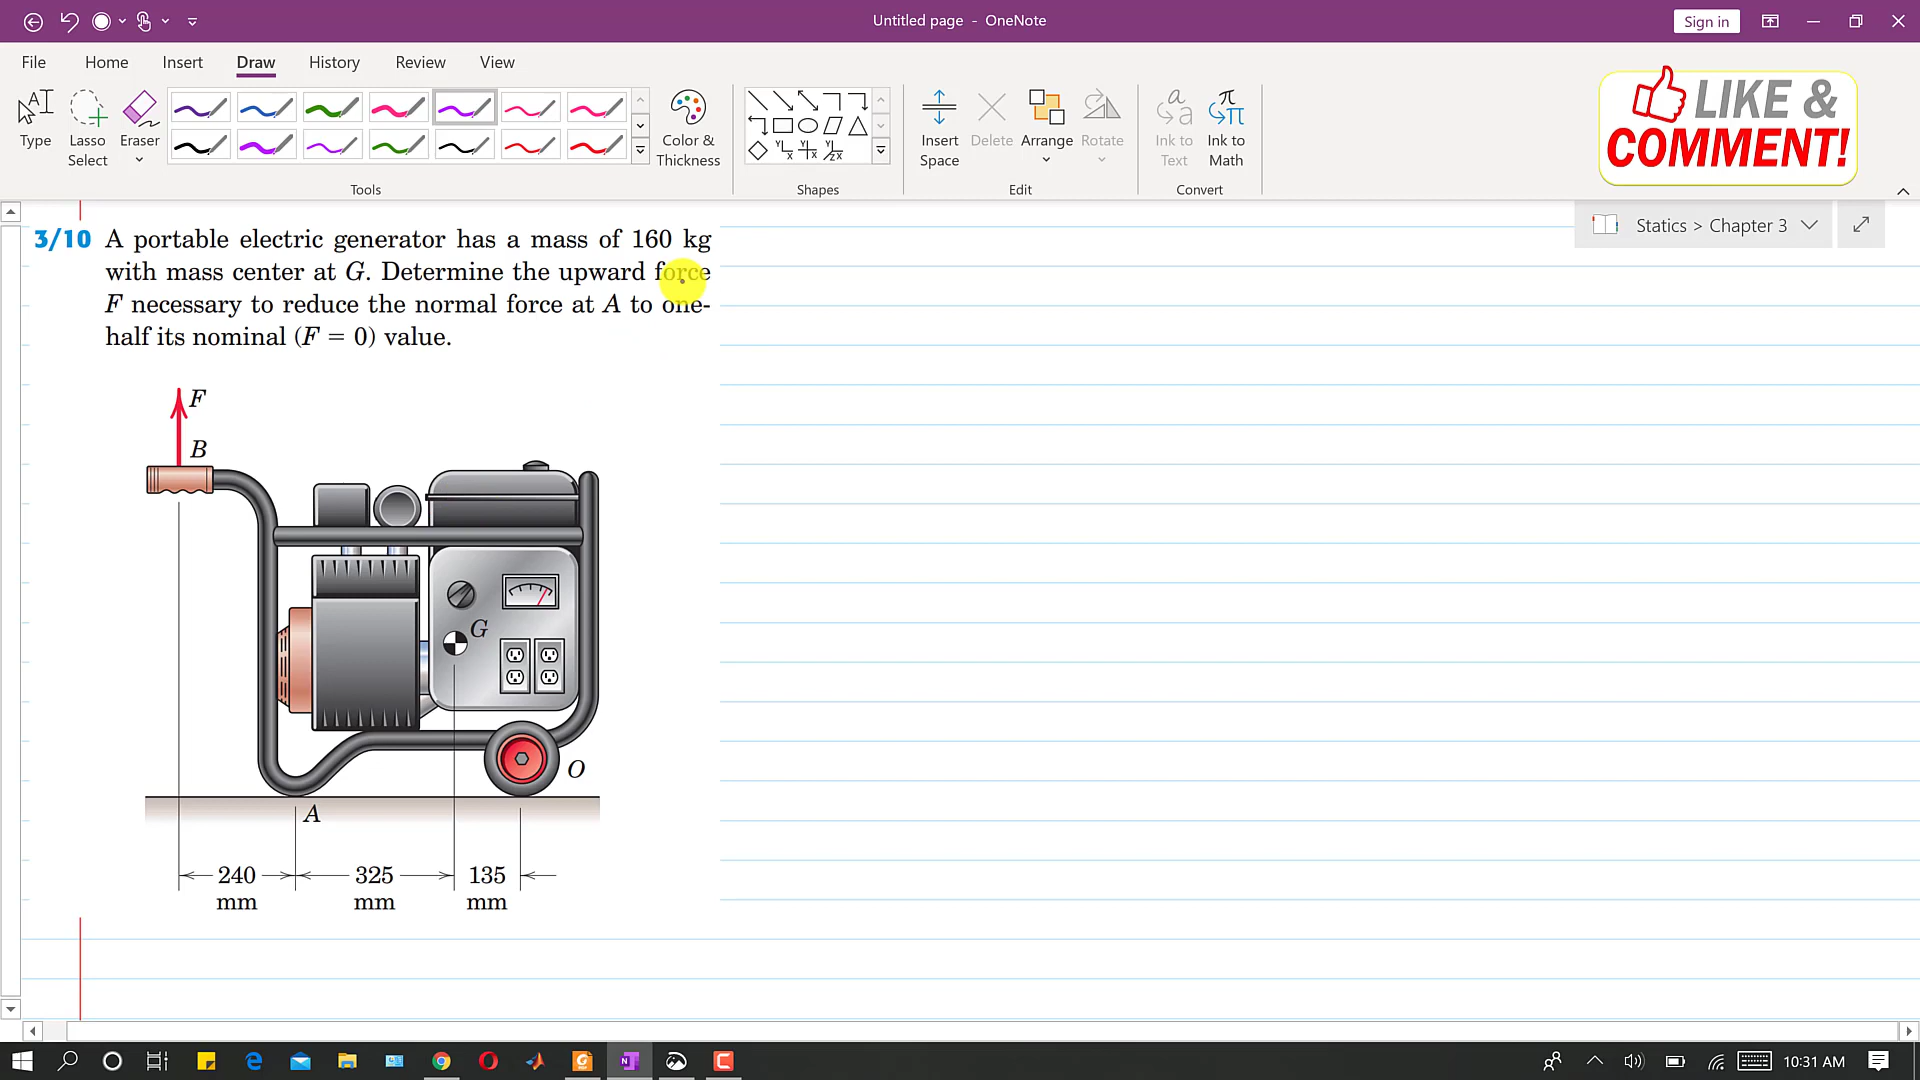 Untitled page - OneNote
Sign in
File Home Insert Draw History Review View
LIKE &
COMMENT!
Type
Lasso
Select
Eraser
Color &
Thickness
Insert
Space
Delete
Arrange
Rotate
Ink to
Text
Ink to
Math
Tools
Shapes
Edit
Convert
Statics > Chapter 3
3/10 A portable electric generator has a mass of 160 kg
with mass center at G. Determine the upward force
F necessary to reduce the normal force at A to one-
half its nominal (F = 0) value.
F
B
G
O
A
240
mm
325
mm
135
mm
10:31 AM